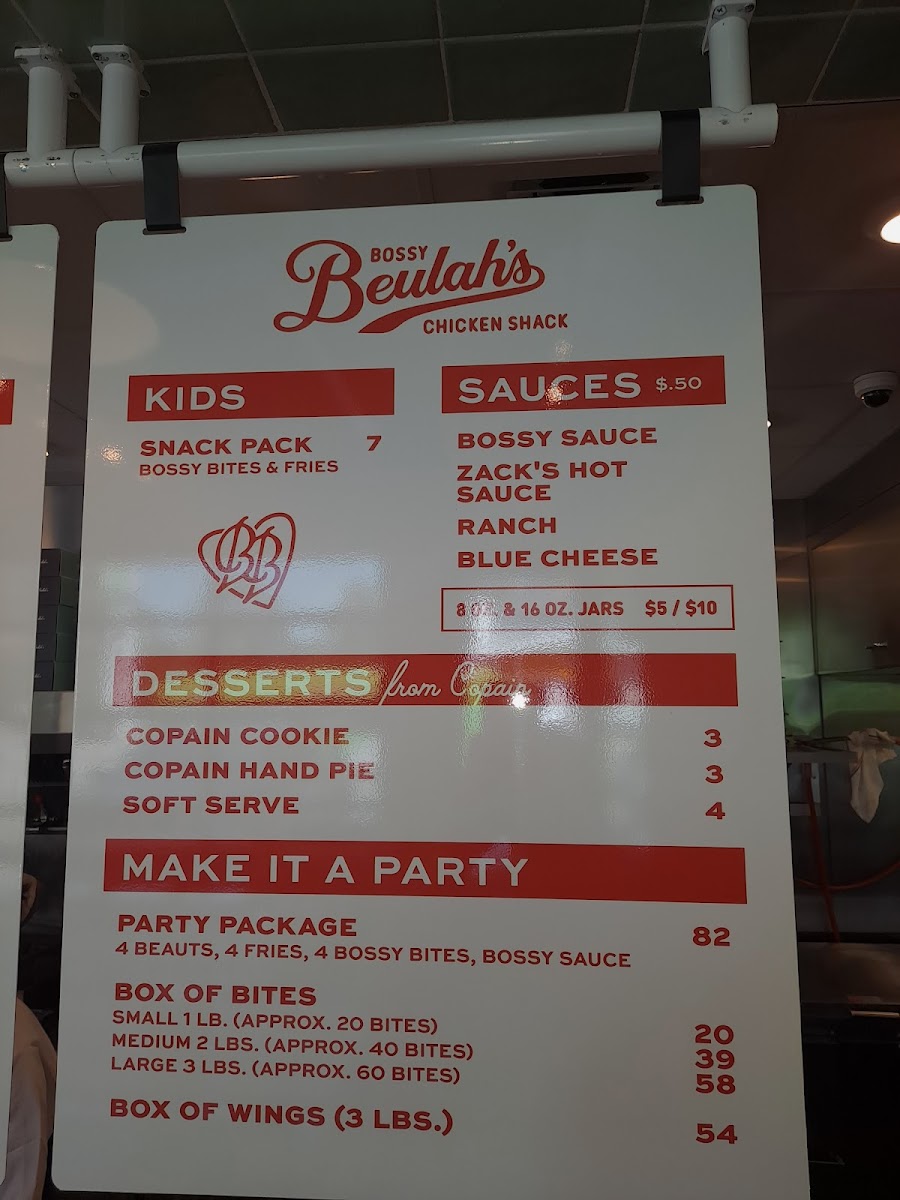 BOSSY
Beulah's
CHICKEN SHACK
KIDS
SNACK PACK 7
BOSSY BITES & FRIES
BB
SAUCES $.50
BOSSY SAUCE
ZACK'S HOT
SAUCE
RANCH
BLUE CHEESE
8 OZ. & 16 OZ. JARS $5 / $10
DESSERTS from Copain
COPAIN COOKIE 3
COPAIN HAND PIE 3
SOFT SERVE 4
MAKE IT A PARTY
PARTY PACKAGE 82
4 BEAUTS, 4 FRIES, 4 BOSSY BITES, BOSSY SAUCE
BOX OF BITES
SMALL 1 LB. (APPROX. 20 BITES) 20
MEDIUM 2 LBS. (APPROX. 40 BITES) 39
LARGE 3 LBS. (APPROX. 60 BITES) 58
BOX OF WINGS (3 LBS.) 54